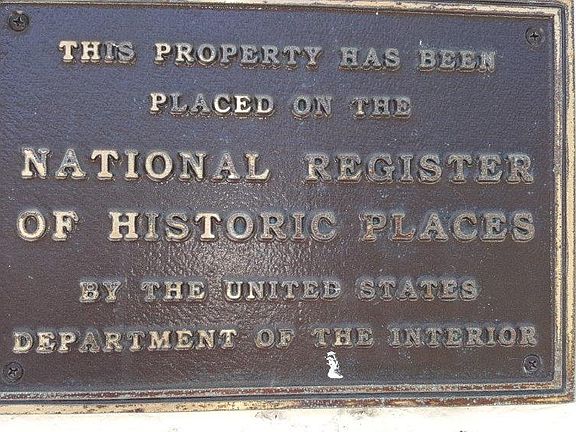 THIS PROPERTY HAS BEEN
PLACED ON THE
NATIONAL REGISTER
OF HISTORIC PLACES
BY THE UNITED STATES
DEPARTMENT OF THE INTERIOR